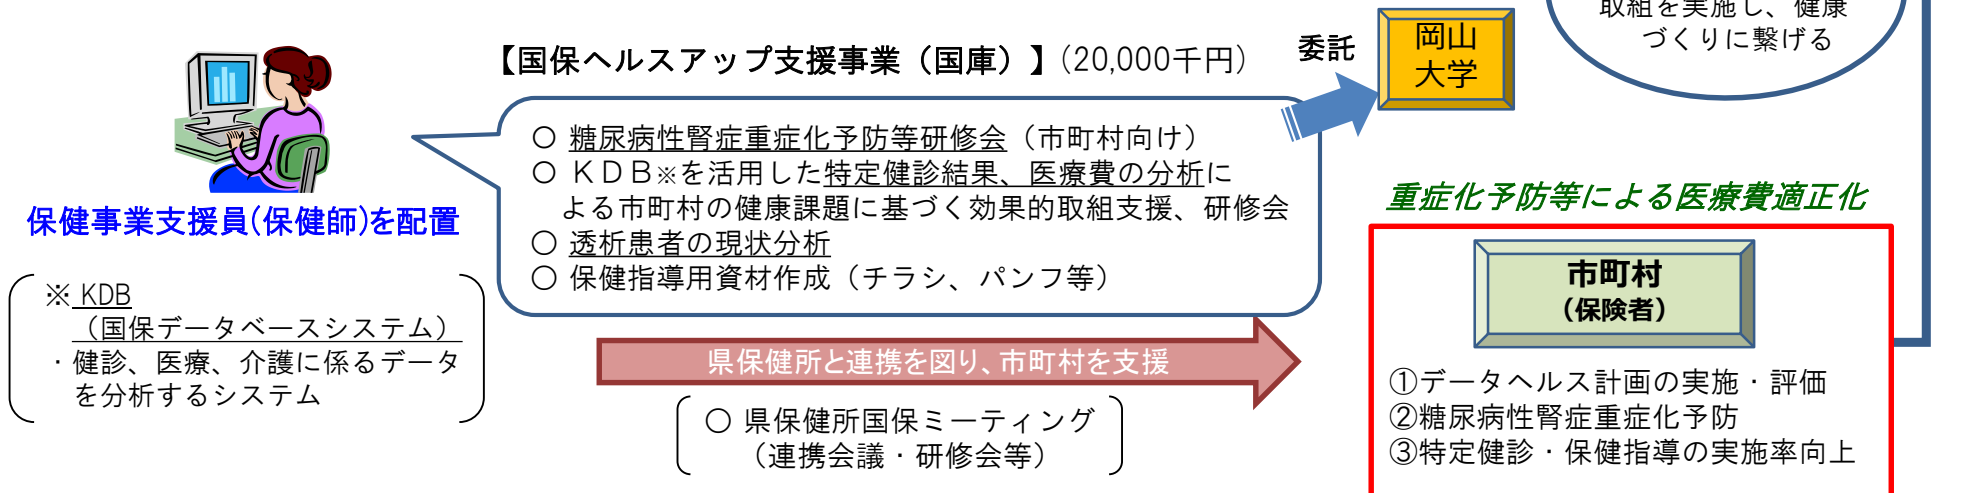 取組を実施し、健康
づくりに繋げる
【国保ヘルスアップ支援事業（国庫）】(20,000千円)
委託
岡山
大学
○ 糖尿病性腎症重症化予防等研修会（市町村向け）
○ ＫＤＢ※を活用した特定健診結果、医療費の分析に
よる市町村の健康課題に基づく効果的取組支援、研修会
○ 透析患者の現状分析
○ 保健指導用資材作成（チラシ、パンフ等）
保健事業支援員(保健師)を配置
※ KDB
（国保データベースシステム）
・健診、医療、介護に係るデータ
を分析するシステム
県保健所と連携を図り、市町村を支援
○ 県保健所国保ミーティング
（連携会議・研修会等）
重症化予防等による医療費適正化
市町村
（保険者）
①データヘルス計画の実施・評価
②糖尿病性腎症重症化予防
③特定健診・保健指導の実施率向上